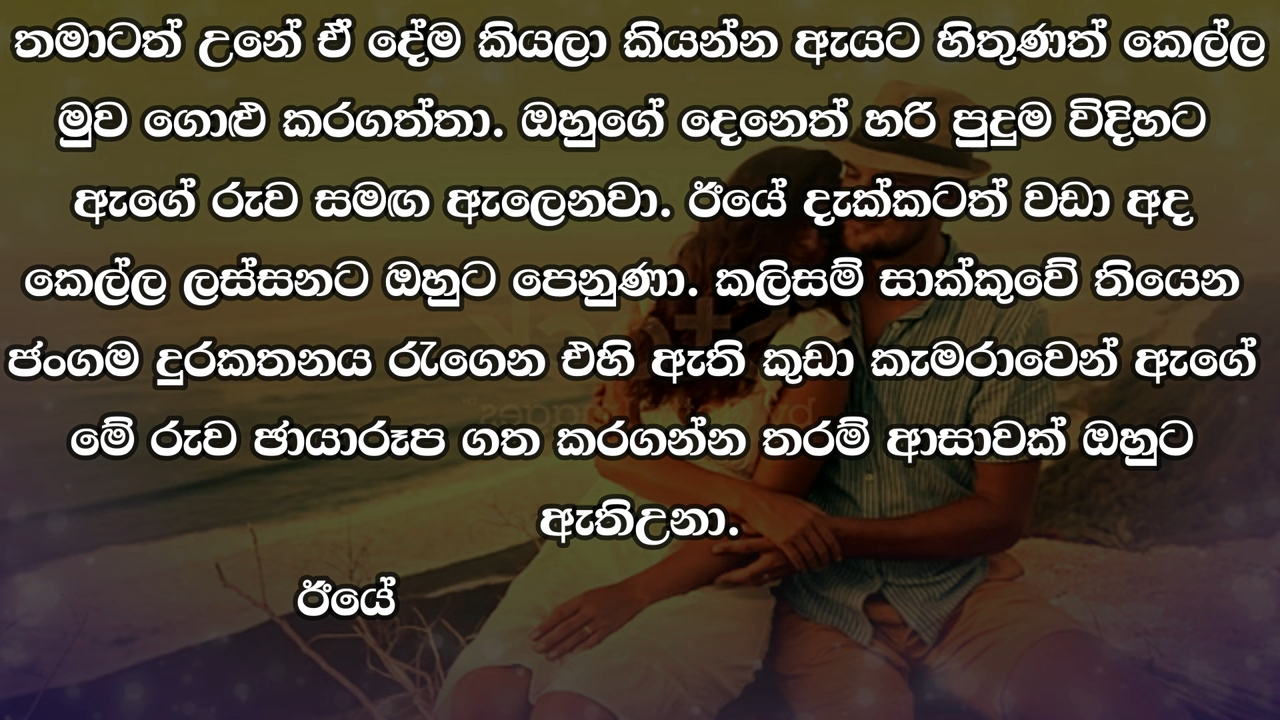 තමාටත් උනේ ඒ දේම කියලා කියන්න ඇයට හිතුණත් කෙල්ල
මුව ගොළු කරගත්තා. ඔහුගේ දෙනෙත් හරි පුදුම විදිහට
ඇගේ රුව සමඟ ඇලෙනවා. ඊයේ දැක්කටත් වඩා අද
කෙල්ල ලස්සනට ඔහුට පෙනුණා. කලිසම් සාක්කුවේ තියෙන
ජංගම දුරකතනය රැගෙන එහි ඇති කුඩා කැමරාවෙන් ඇගේ
මේ රුව ඡායාරූප ගත කරගන්න තරම් ආසාවක් ඔහුට
ඇතිඋනා.
ඊයේ